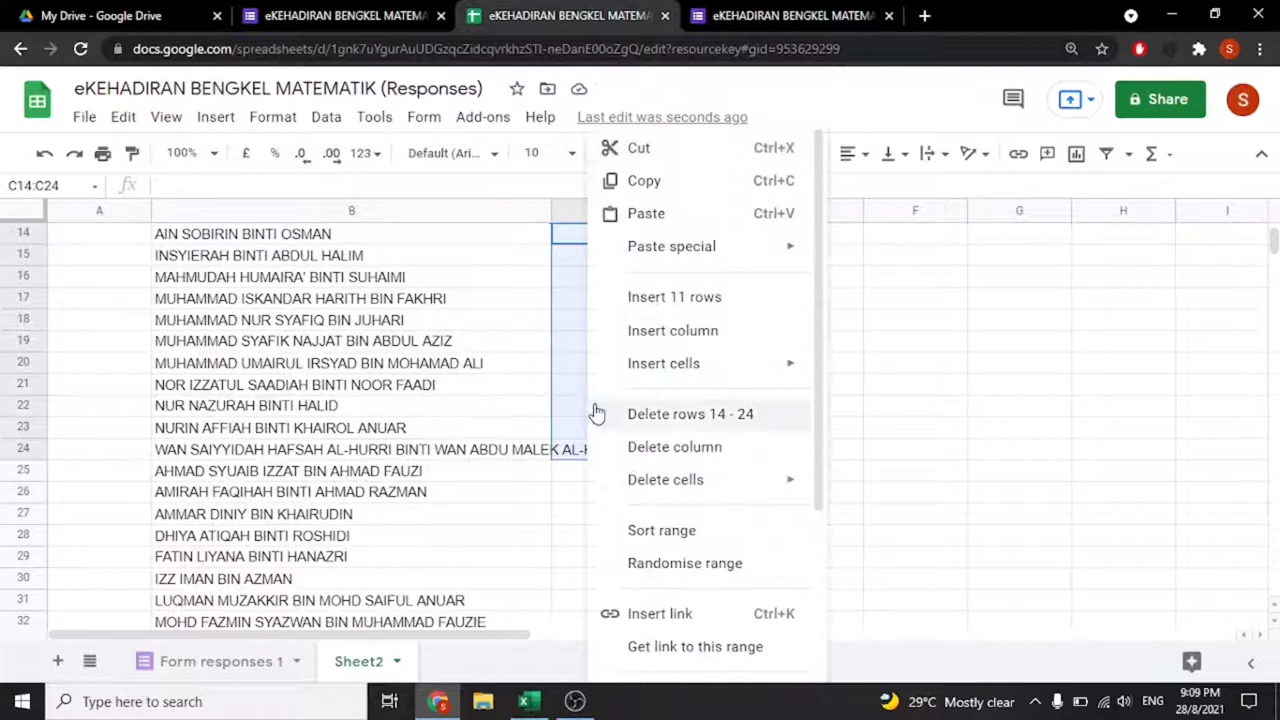 My Drive - Google Drive
eKEHADIRAN BENGKEL MATEMA
eKEHADIRAN BENGKEL MATEMA
eKEHADIRAN BENGKEL MATEMA
docs.google.com/spreadsheets/d/1gnk7uYgurAuUDGzqcZidcqvrkhzSTI-neDanE00oZgQ/edit?resourcekey#gid=953629299
S
eKEHADIRAN BENGKEL MATEMATIK (Responses)
Share
S
File Edit View Insert Format Data Tools Form Add-ons Help Last edit was seconds ago
100% £ % .0 .00 123 Default (Ari... 10
C14:C24 fx
A B F G H I
14 AIN SOBIRIN BINTI OSMAN
15 INSYIERAH BINTI ABDUL HALIM
16 MAHMUDAH HUMAIRA' BINTI SUHAIMI
17 MUHAMMAD ISKANDAR HARITH BIN FAKHRI
18 MUHAMMAD NUR SYAFIQ BIN JUHARI
19 MUHAMMAD SYAFIK NAJJAT BIN ABDUL AZIZ
20 MUHAMMAD UMAIRUL IRSYAD BIN MOHAMAD ALI
21 NOR IZZATUL SAADIAH BINTI NOOR FAADI
22 NUR NAZURAH BINTI HALID
23 NURIN AFFIAH BINTI KHAIROL ANUAR
24 WAN SAIYYIDAH HAFSAH AL-HURRI BINTI WAN ABDU MALEK AL-
25 AHMAD SYUAIB IZZAT BIN AHMAD FAUZI
26 AMIRAH FAQIHAH BINTI AHMAD RAZMAN
27 AMMAR DINIY BIN KHAIRUDIN
28 DHIYA ATIQAH BINTI ROSHIDI
29 FATIN LIYANA BINTI HANAZRI
30 IZZ IMAN BIN AZMAN
31 LUQMAN MUZAKKIR BIN MOHD SAIFUL ANUAR
32 MOHD FAZMIN SYAZWAN BIN MUHAMMAD FAUZIE
Cut Ctrl+X
Copy Ctrl+C
Paste Ctrl+V
Paste special
Insert 11 rows
Insert column
Insert cells
Delete rows 14 - 24
Delete column
Delete cells
Sort range
Randomise range
Insert link Ctrl+K
Get link to this range
Form responses 1 Sheet2
Type here to search
29°C Mostly clear ENG
9:09 PM
28/8/2021